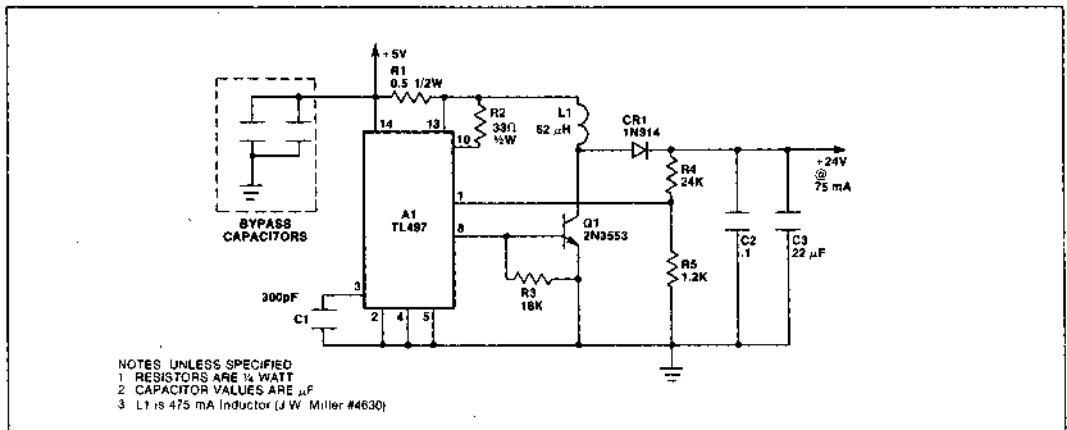 +5V
R1
0.5 1/2W
14
13
10
R2
33Ω
½W
L1
62 µH
CR1
1N914
+24V
@
75 mA
R4
24K
1
A1
TL497
8
Q1
2N3553
BYPASS
CAPACITORS
R5
1.2K
C2
.1
C3
22 µF
R3
18K
3
300pF
C1
2
4
5
NOTES UNLESS SPECIFIED
1 RESISTORS ARE ¼ WATT
2 CAPACITOR VALUES ARE µF
3 L1 is 475 mA Inductor (J W Miller #4630)